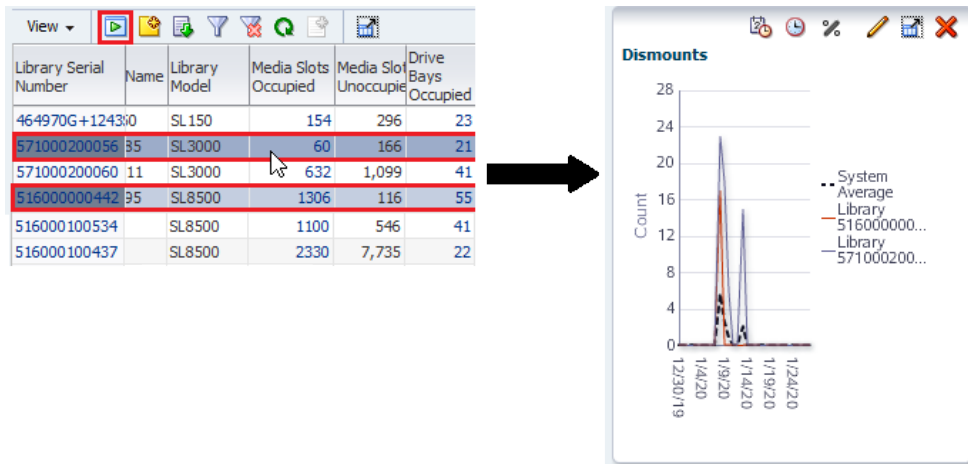 View
Library Serial Number Name Library Model Media Slots Occupied Media Slot Unoccupie Drive Bays Occupied
464970G+1243 50 SL150 154 296 23
571000200056 35 SL3000 60 166 21
571000200060 11 SL3000 632 1,099 41
516000000442 95 SL8500 1306 116 55
516000100534 SL8500 1100 546 41
516000100437 SL8500 2330 7,735 22
Dismounts
28
24
20
16
12
8
4
0
Count
12/30/19
1/4/20
1/9/20
1/14/20
1/19/20
1/24/20
System
Average
Library
516000000...
Library
571000200...